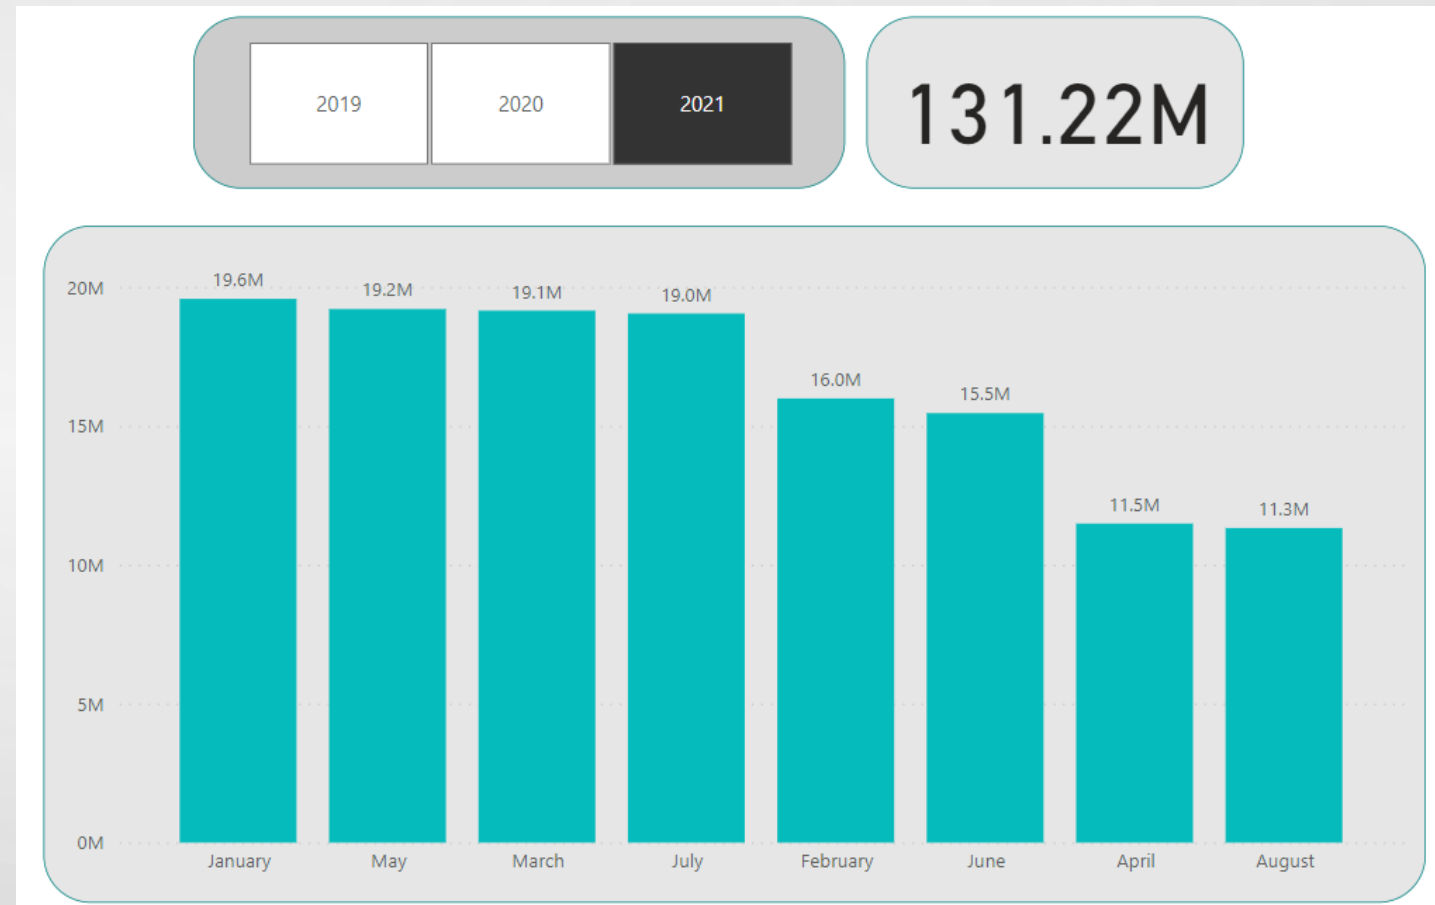 2019 2020 2021
131.22M
20M 19.6M 19.2M 19.1M 19.0M
16.0M 15.5M
15M
11.5M 11.3M
10M
5M
0M
January May March July February June April August